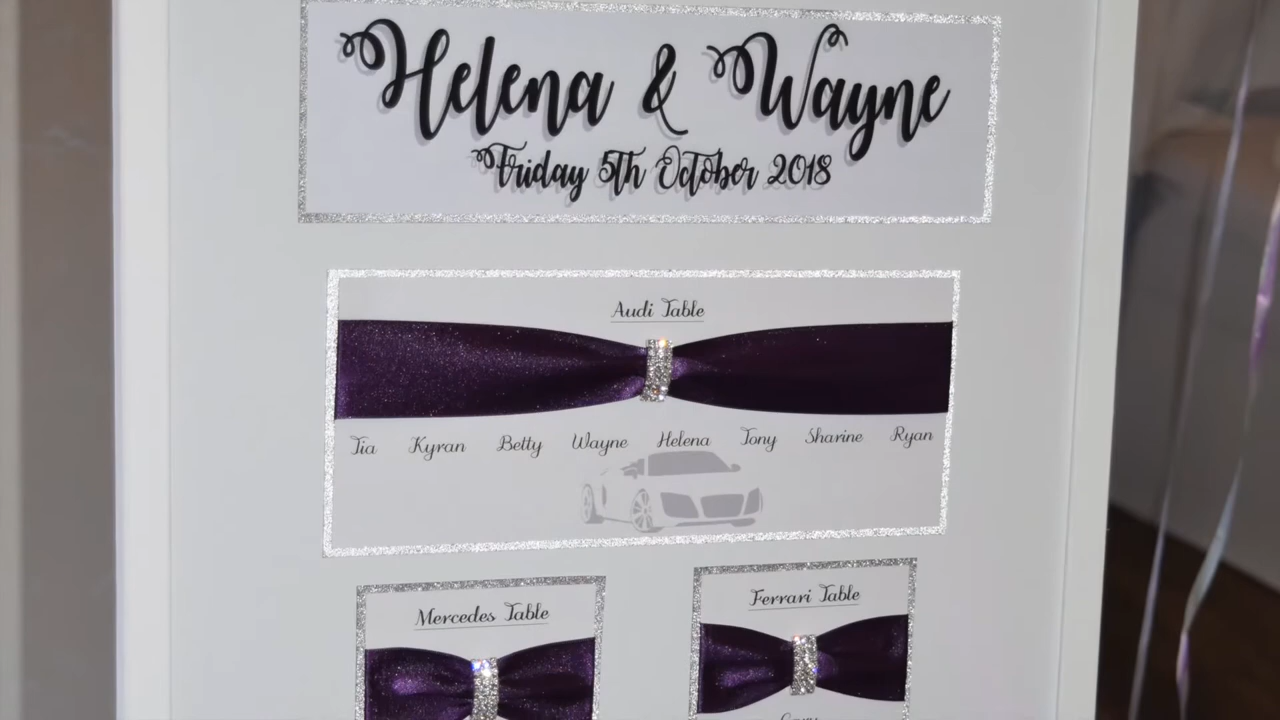 Helena & Wayne
Friday 5th October 2018
Audi Table
Tia Kyran Betty Wayne Helena Tony Sharine Ryan
Mercedes Table
Ferrari Table